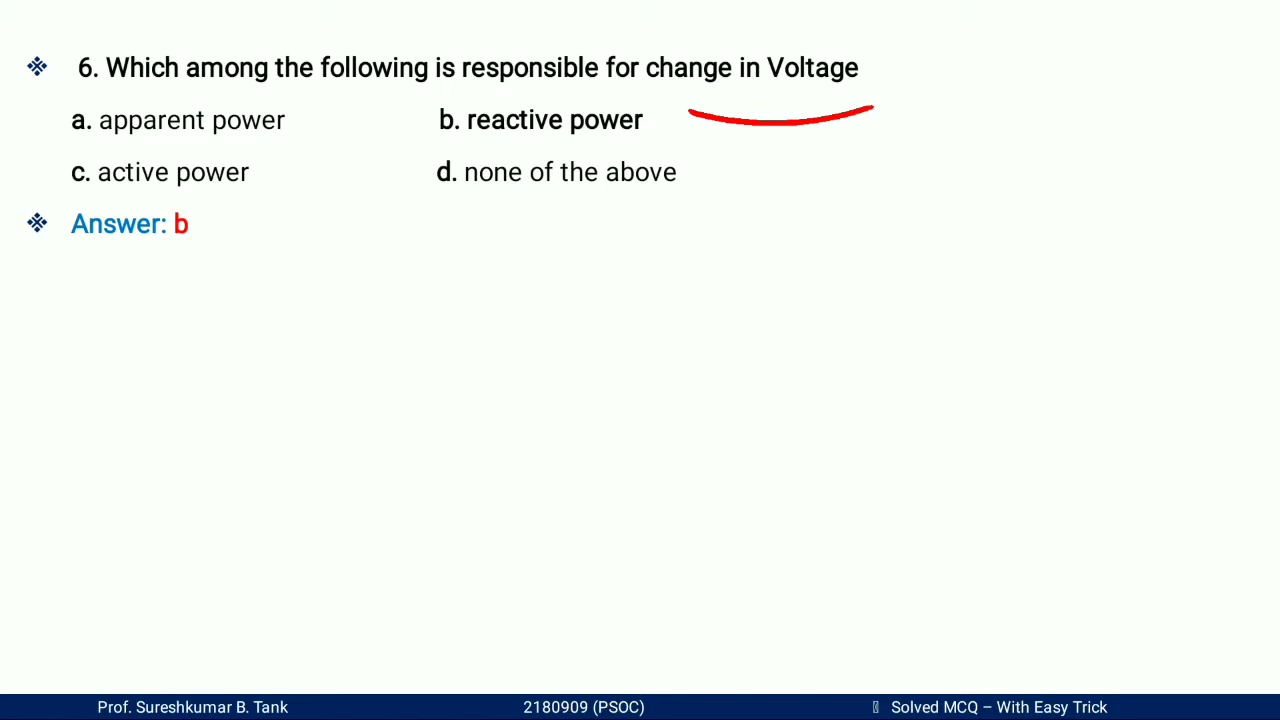 ❖ 6. Which among the following is responsible for change in Voltage
a. apparent power b. reactive power
c. active power d. none of the above
❖ Answer: b
Prof. Sureshkumar B. Tank 2180909 (PSOC) Solved MCQ – With Easy Trick